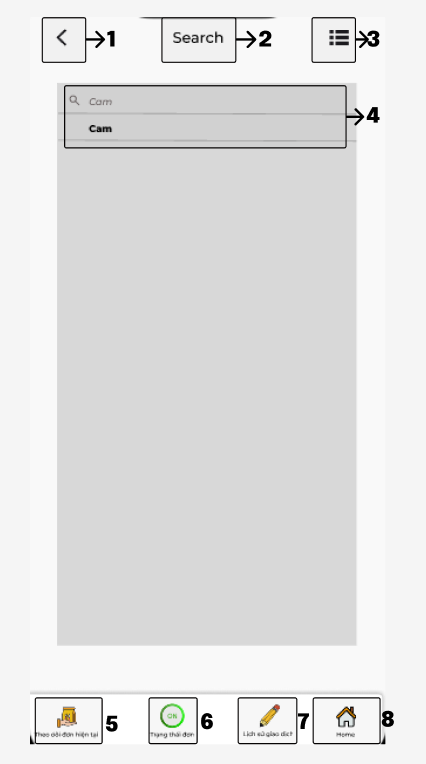 1
Search
2
3
Cam
4
Cam
Theo dõi đơn hiện tại
5
ON
Trạng thái đơn
6
Lịch sử giao dịch
7
Home
8